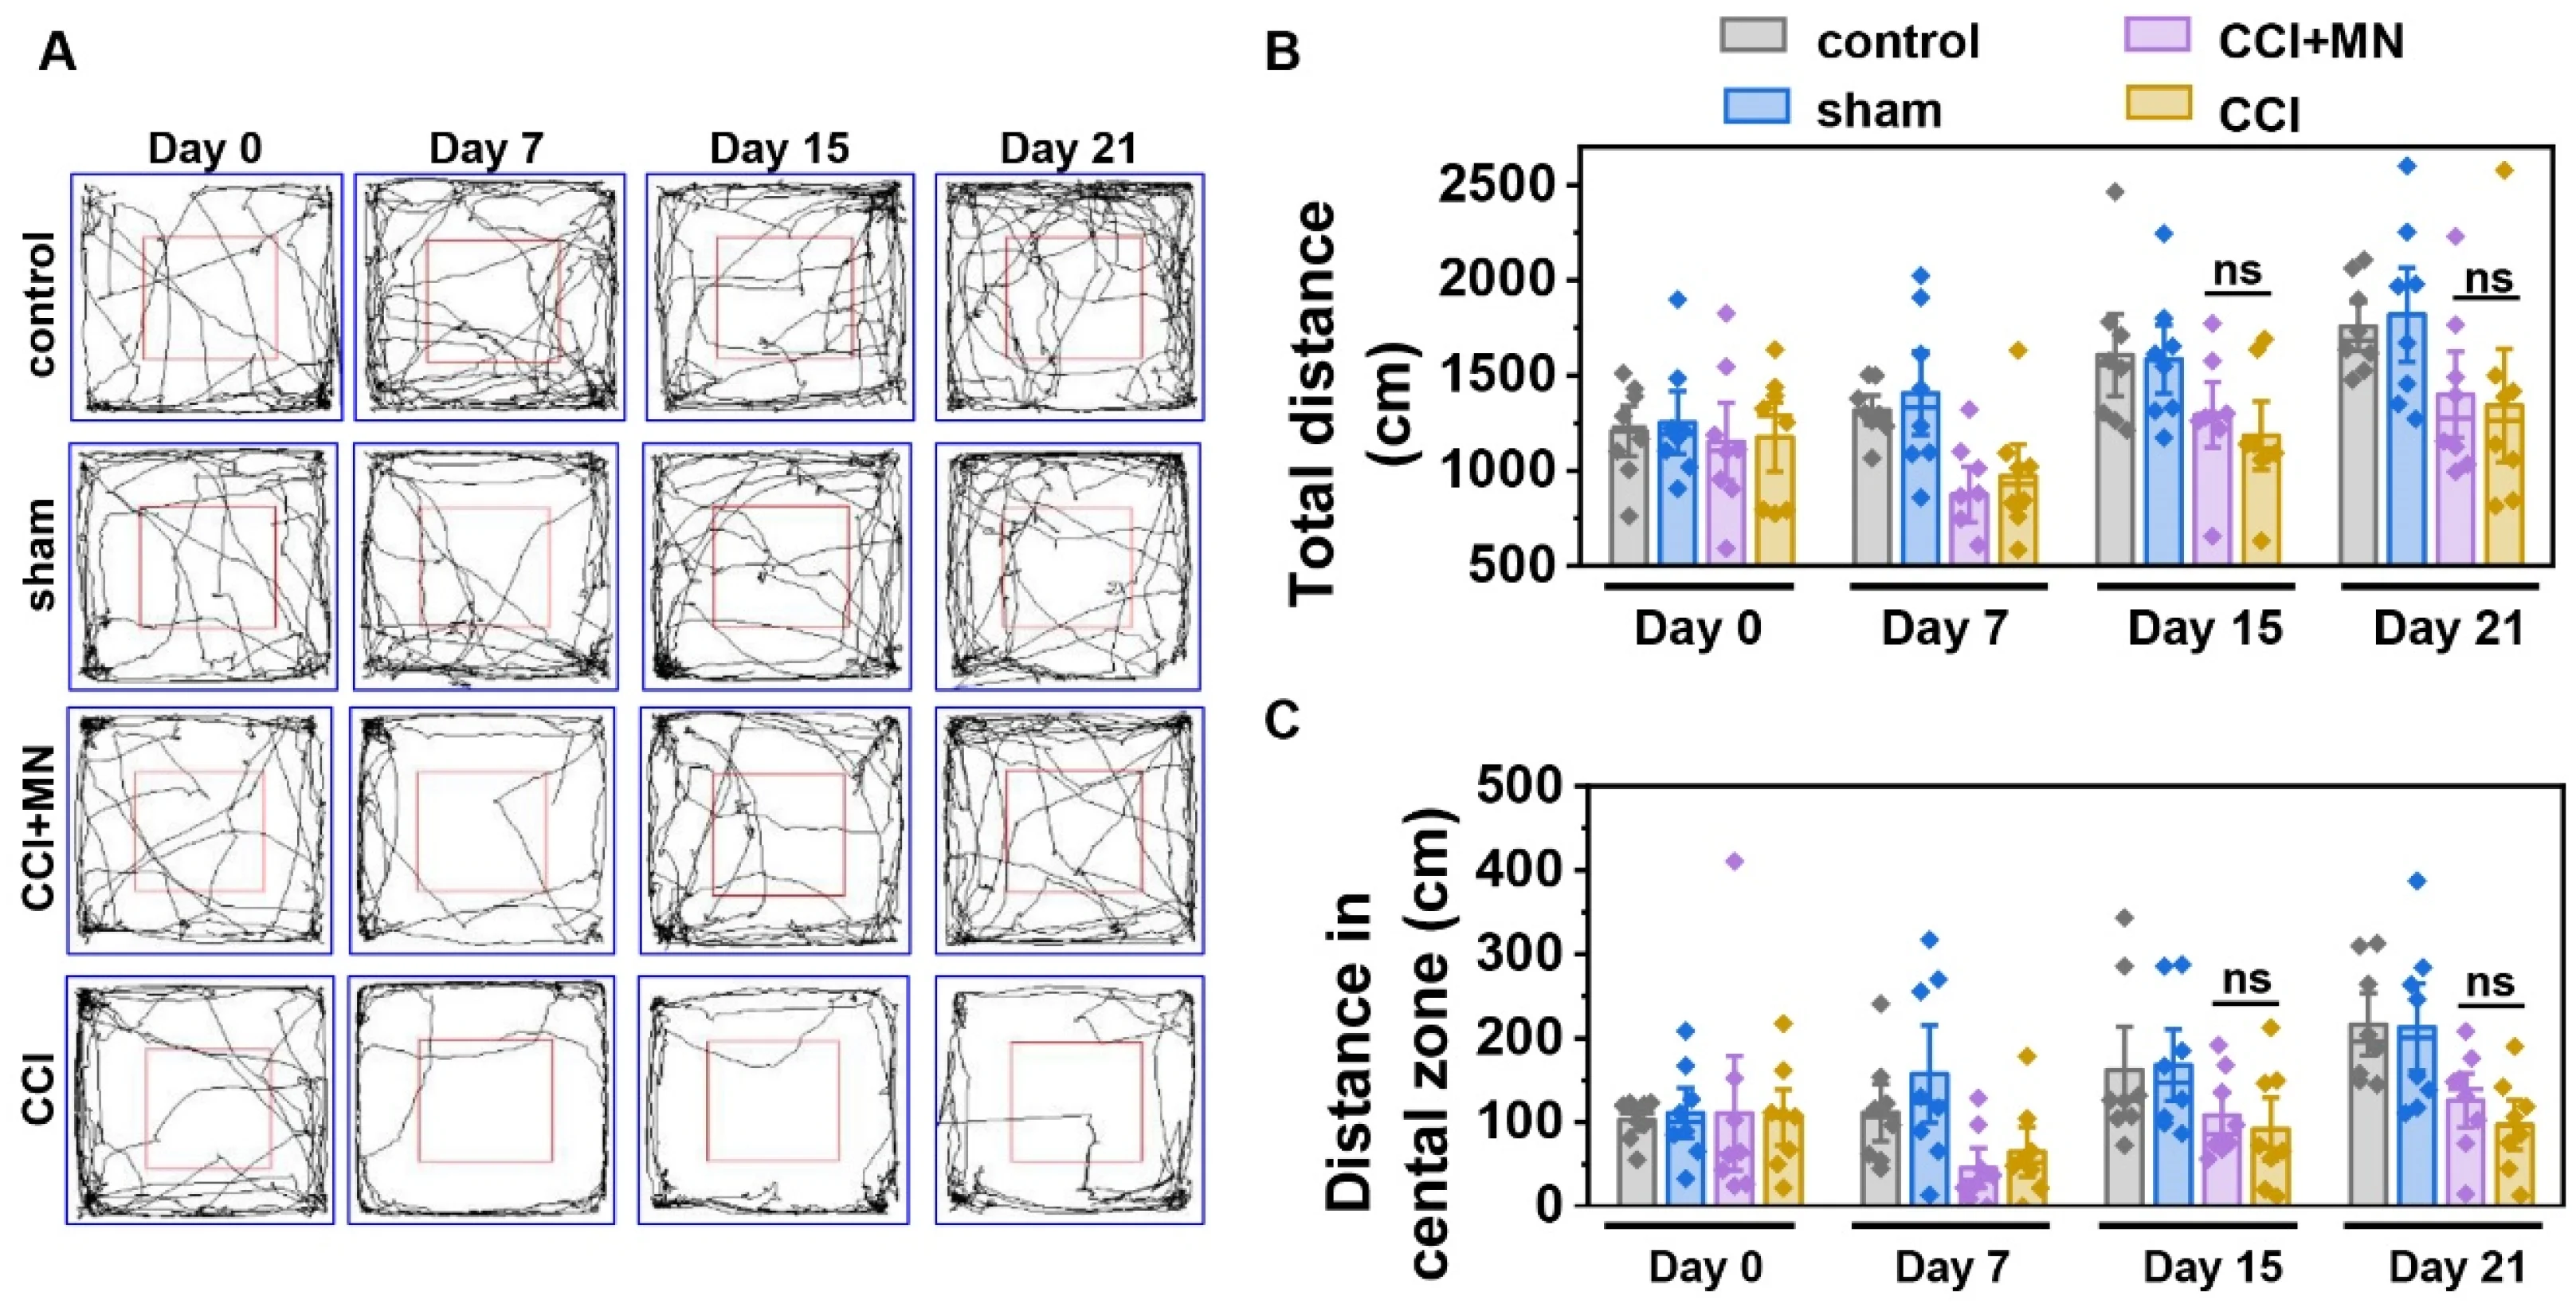 A
Day 0 Day 7 Day 15 Day 21
control
sham
CCI+MN
CCI
B
control CCI+MN
sham CCI
Total distance
(cm)
2500
2000
1500
1000
500
ns ns
Day 0 Day 7 Day 15 Day 21
C
Distance in
cental zone (cm)
500
400
300
200
100
0
ns ns
Day 0 Day 7 Day 15 Day 21